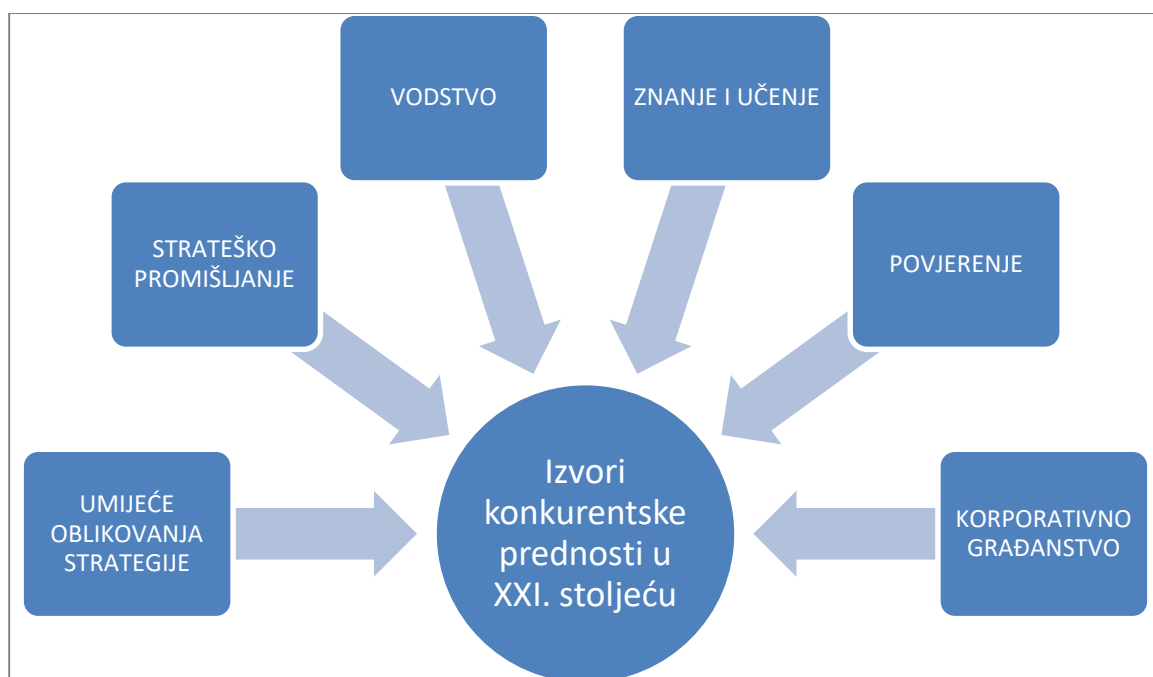 VODSTVO
ZNANJE I UČENJE
STRATEŠKO
PROMIŠLJANJE
POVJERENJE
UMIJEĆE
OBLIKOVANJA
STRATEGIJE
Izvori
konkurentske
prednosti u
XXI. stoljeću
KORPORATIVNO
GRAĐANSTVO